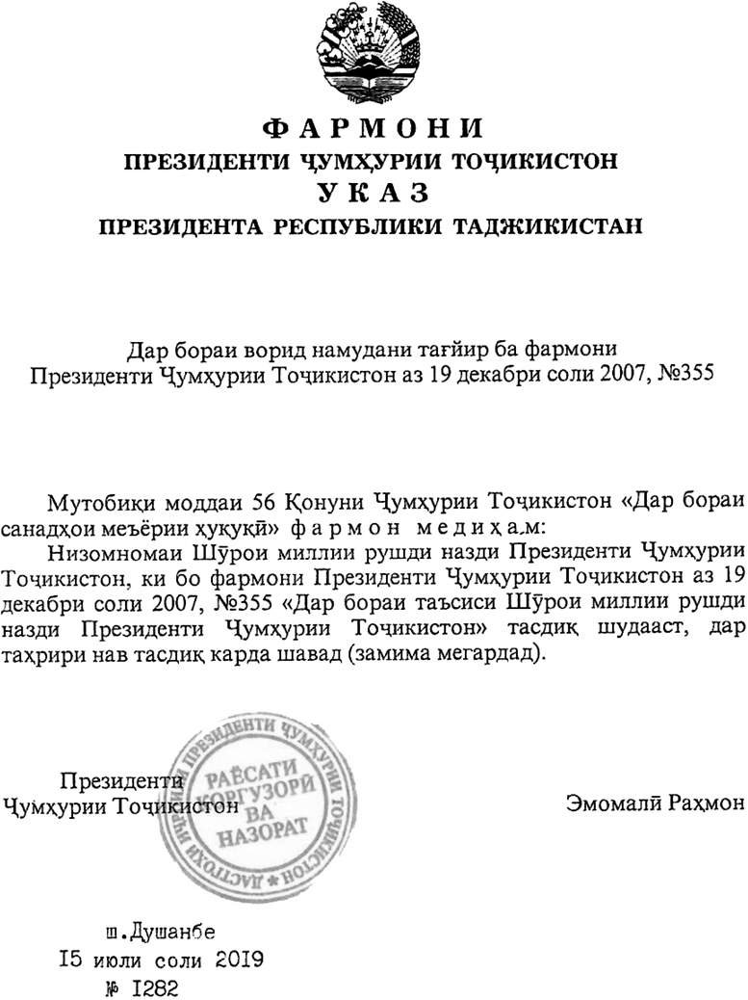 ФАРМОНИ
ПРЕЗИДЕНТИ ҶУМҲУРИИ ТОҶИКИСТОН
УКАЗ
ПРЕЗИДЕНТА РЕСПУБЛИКИ ТАДЖИКИСТАН
Дар бораи ворид намудани тағйир ба фармони
Президенти Ҷумҳурии Тоҷикистон аз 19 декабри соли 2007, №355
Мутобиқи моддаи 56 Қонуни Ҷумҳурии Тоҷикистон «Дар бораи
санадҳои меъёрии ҳуқуқӣ» ф а р м о н м е д и ҳ а м:
Низомномаи Шӯрои миллии рушди назди Президенти Ҷумҳурии
Тоҷикистон, ки бо фармони Президенти Ҷумҳурии Тоҷикистон аз 19
декабри соли 2007, №355 «Дар бораи таъсиси Шӯрои миллии рушди
назди Президенти Ҷумҳурии Тоҷикистон» тасдиқ шудааст, дар
таҳрири нав тасдиқ карда шавад (замима мегардад).
Президенти
Ҷумҳурии Тоҷикистон
Эмомалӣ Раҳмон
ДАСТГОҲИ ИҶРОИЯИ ПРЕЗИДЕНТИ ҶУМҲУРИИ ТОҶИКИСТОН * ИСТОҚЛОЛ
РАЁСАТИ
КОРГУЗОРӢ
ВА
НАЗОРАТ
ш.Душанбе
15 июли соли 2019
№ 1282